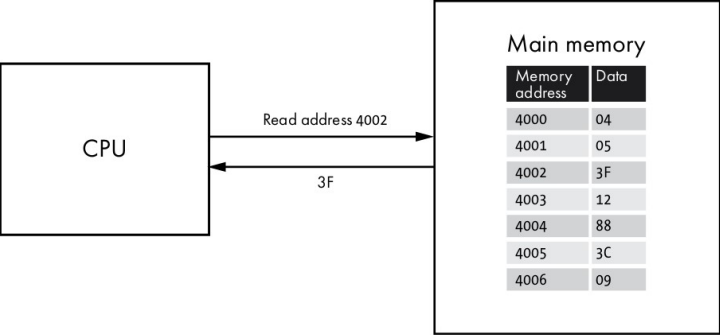 Main memory
Memory address Data
4000 04
4001 05
4002 3F
4003 12
4004 88
4005 3C
4006 09
CPU
Read address 4002
3F